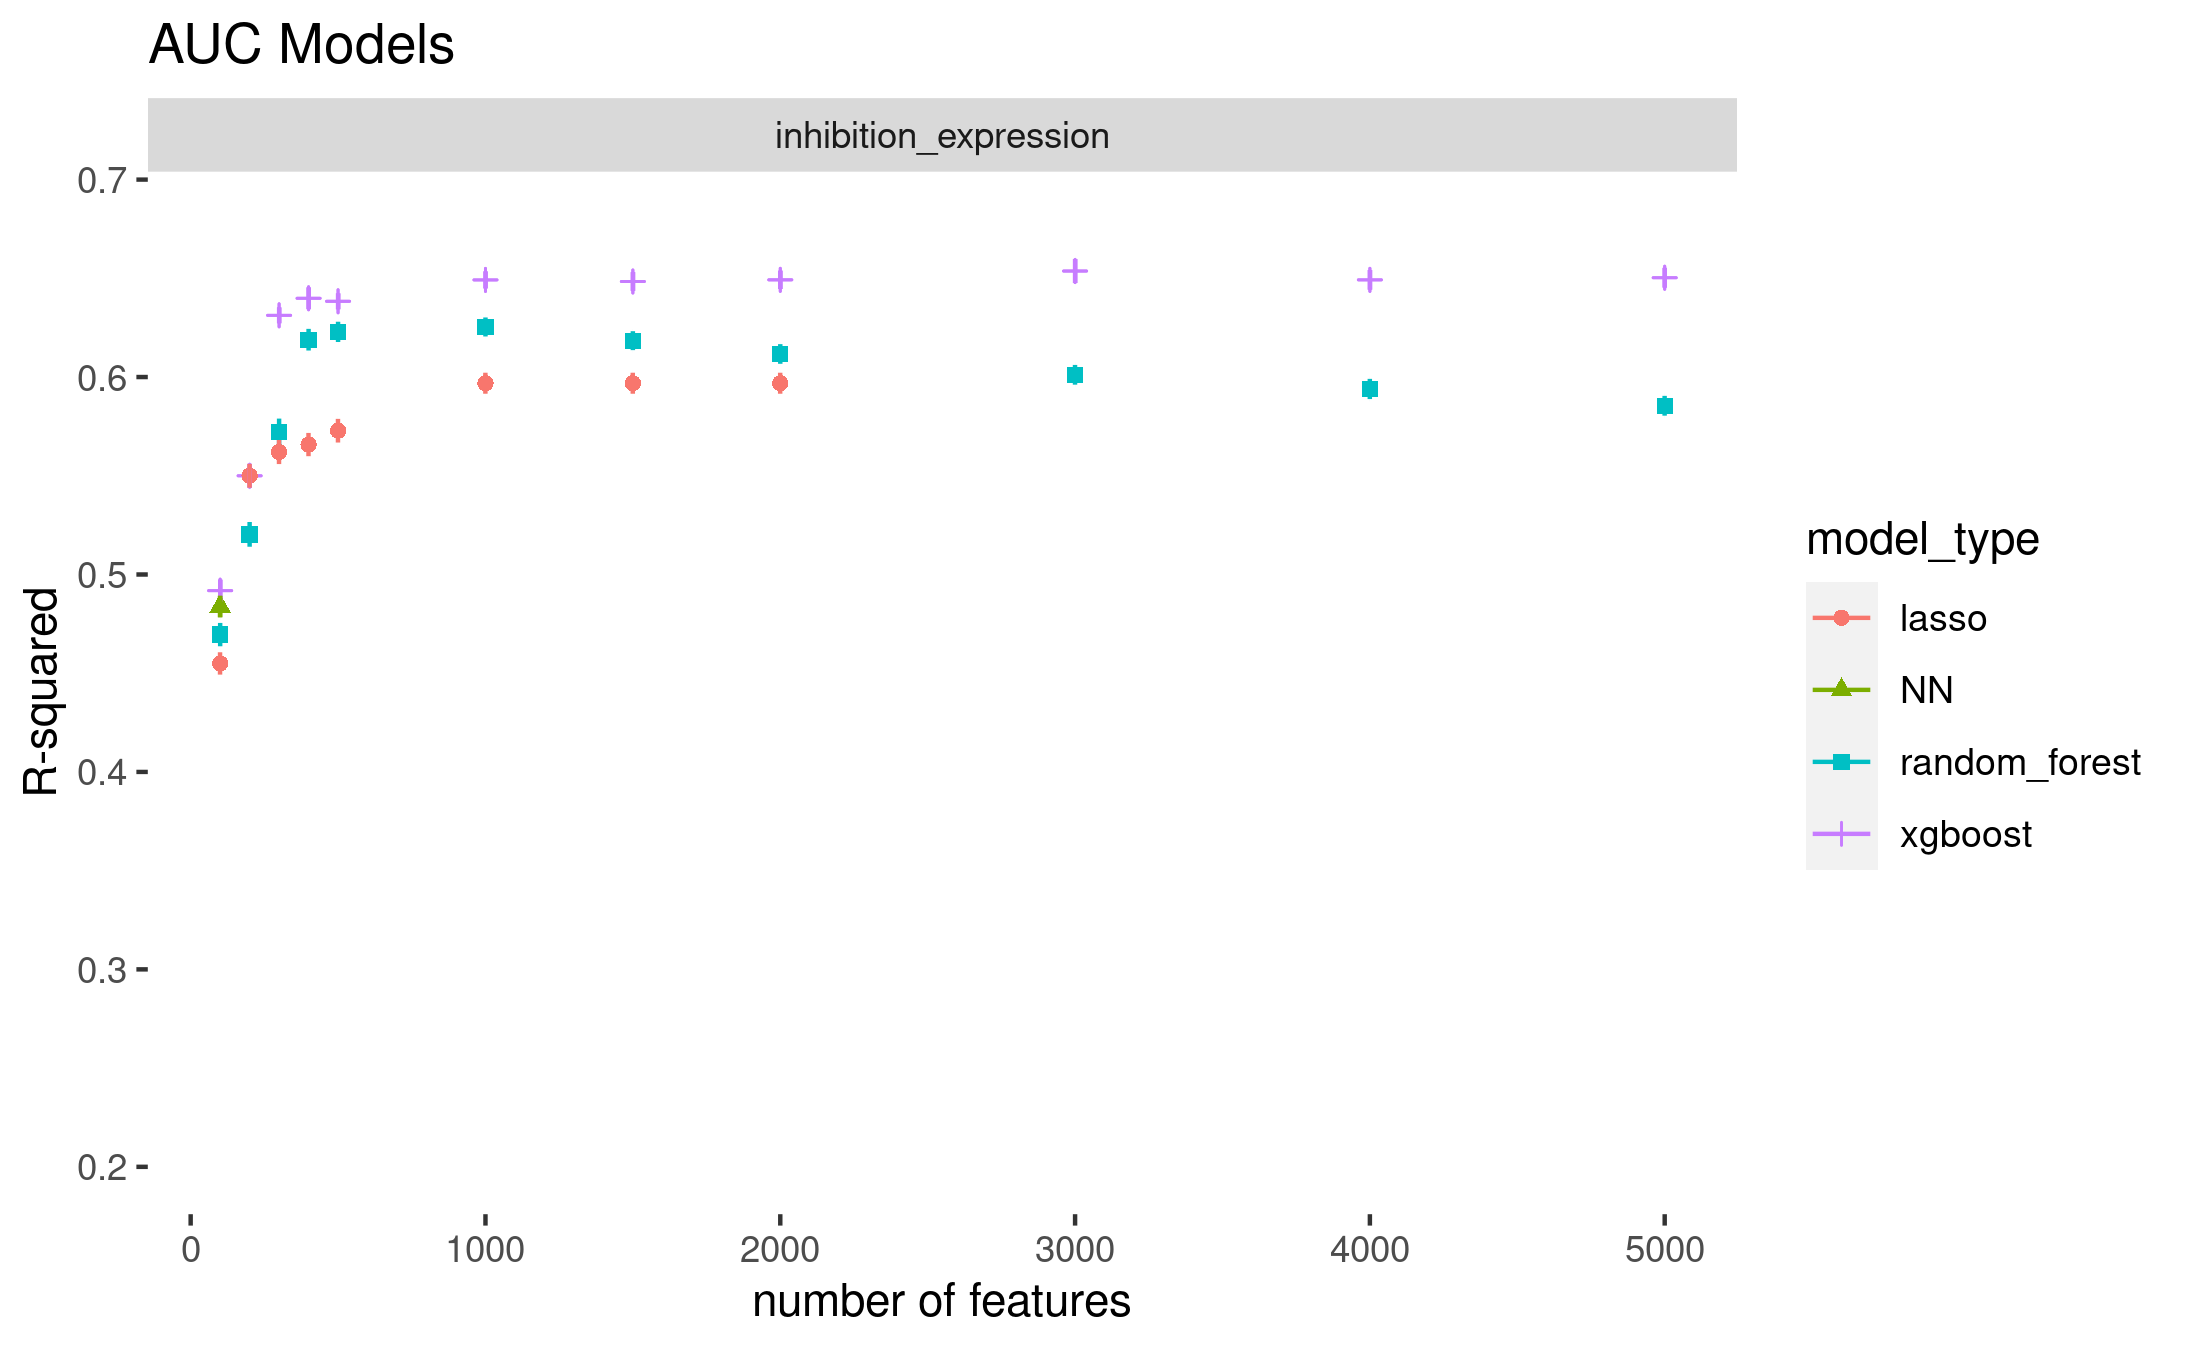 AUC Models
inhibition_expression
0.7
0.6
0.5
0.4
0.3
0.2
R-squared
0 1000 2000 3000 4000 5000
number of features
model_type
lasso
NN
random_forest
xgboost